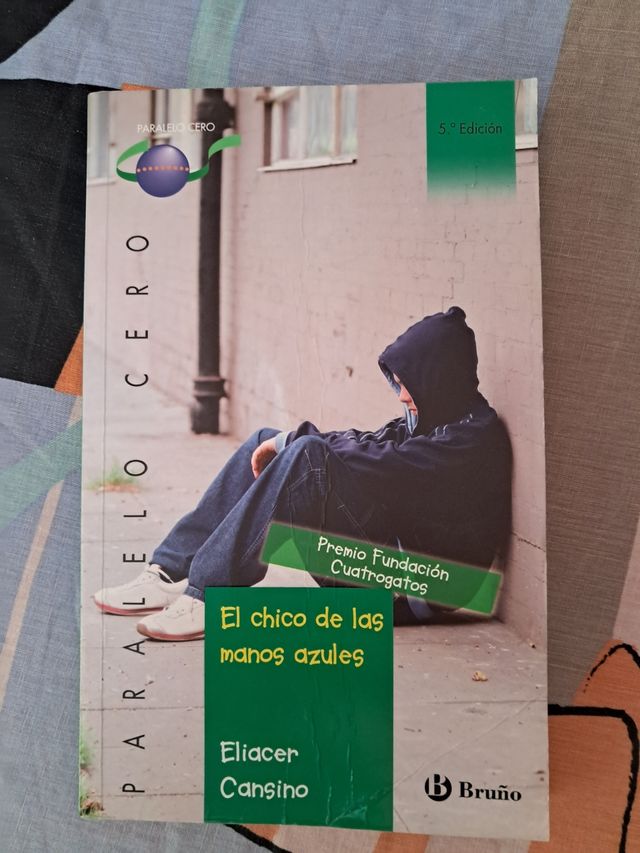 PARALELO CERO
5.ª Edición
PARALELO CERO
Premio Fundación
Cuatrogatos
El chico de las
manos azules
Eliacer
Cansino
B Bruño